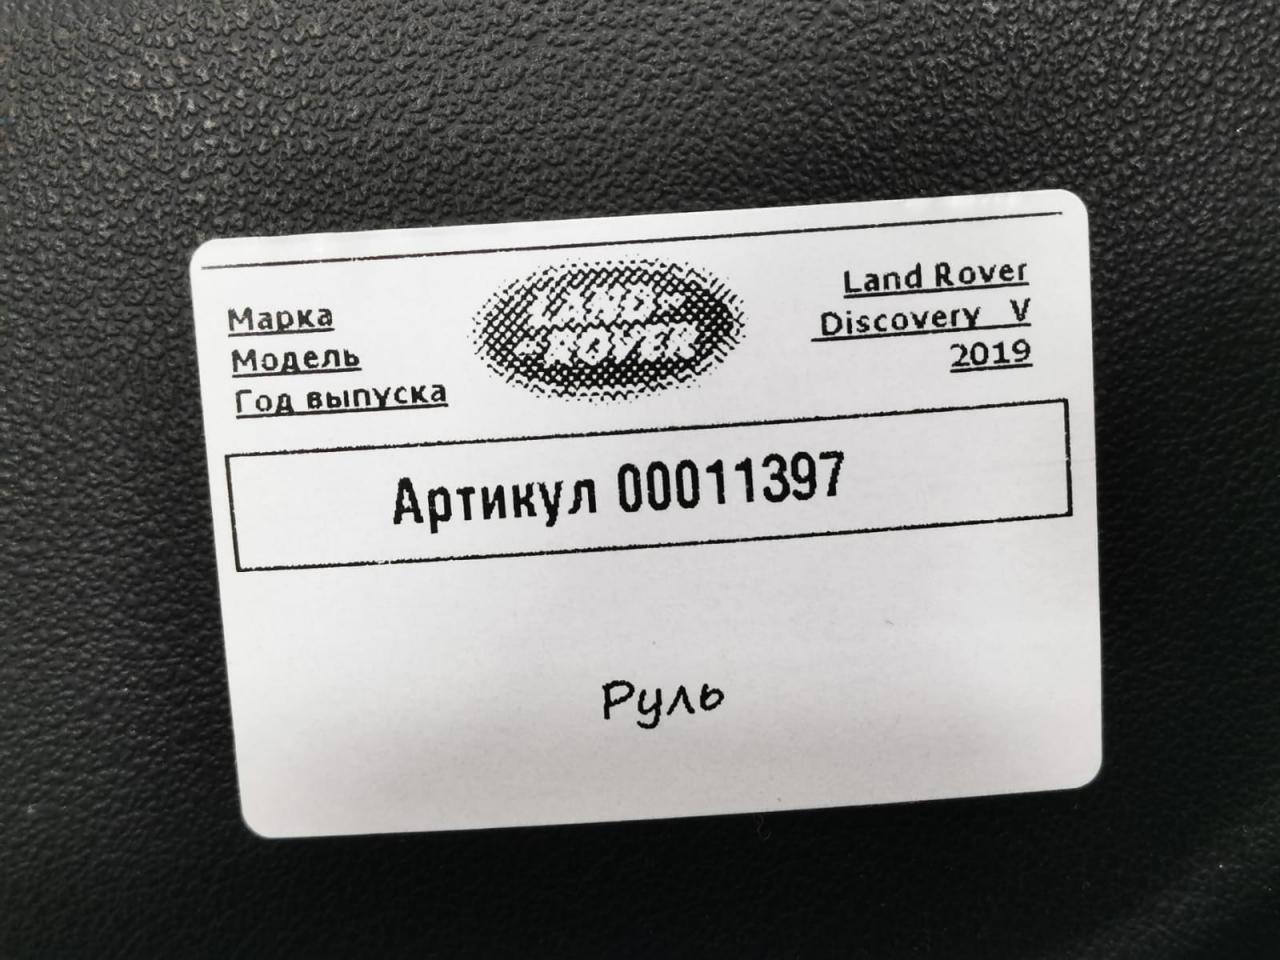 Марка
Модель
Год выпуска
LAND-
-ROVER
Land Rover
Discovery V
2019
Артикул 00011397
Руль